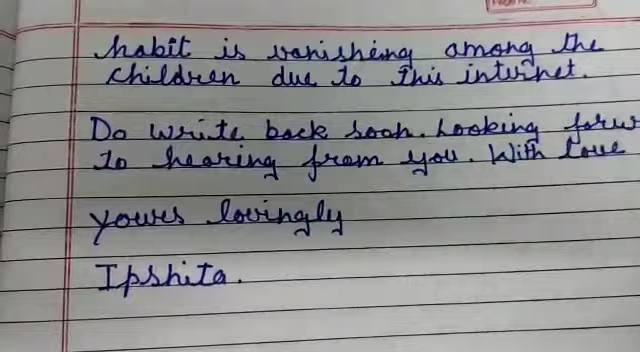 habit is vanishing among the
children due to this internet.
Do write back soon. Looking forw
to hearing from you. With love
yours lovingly
Ipshita.